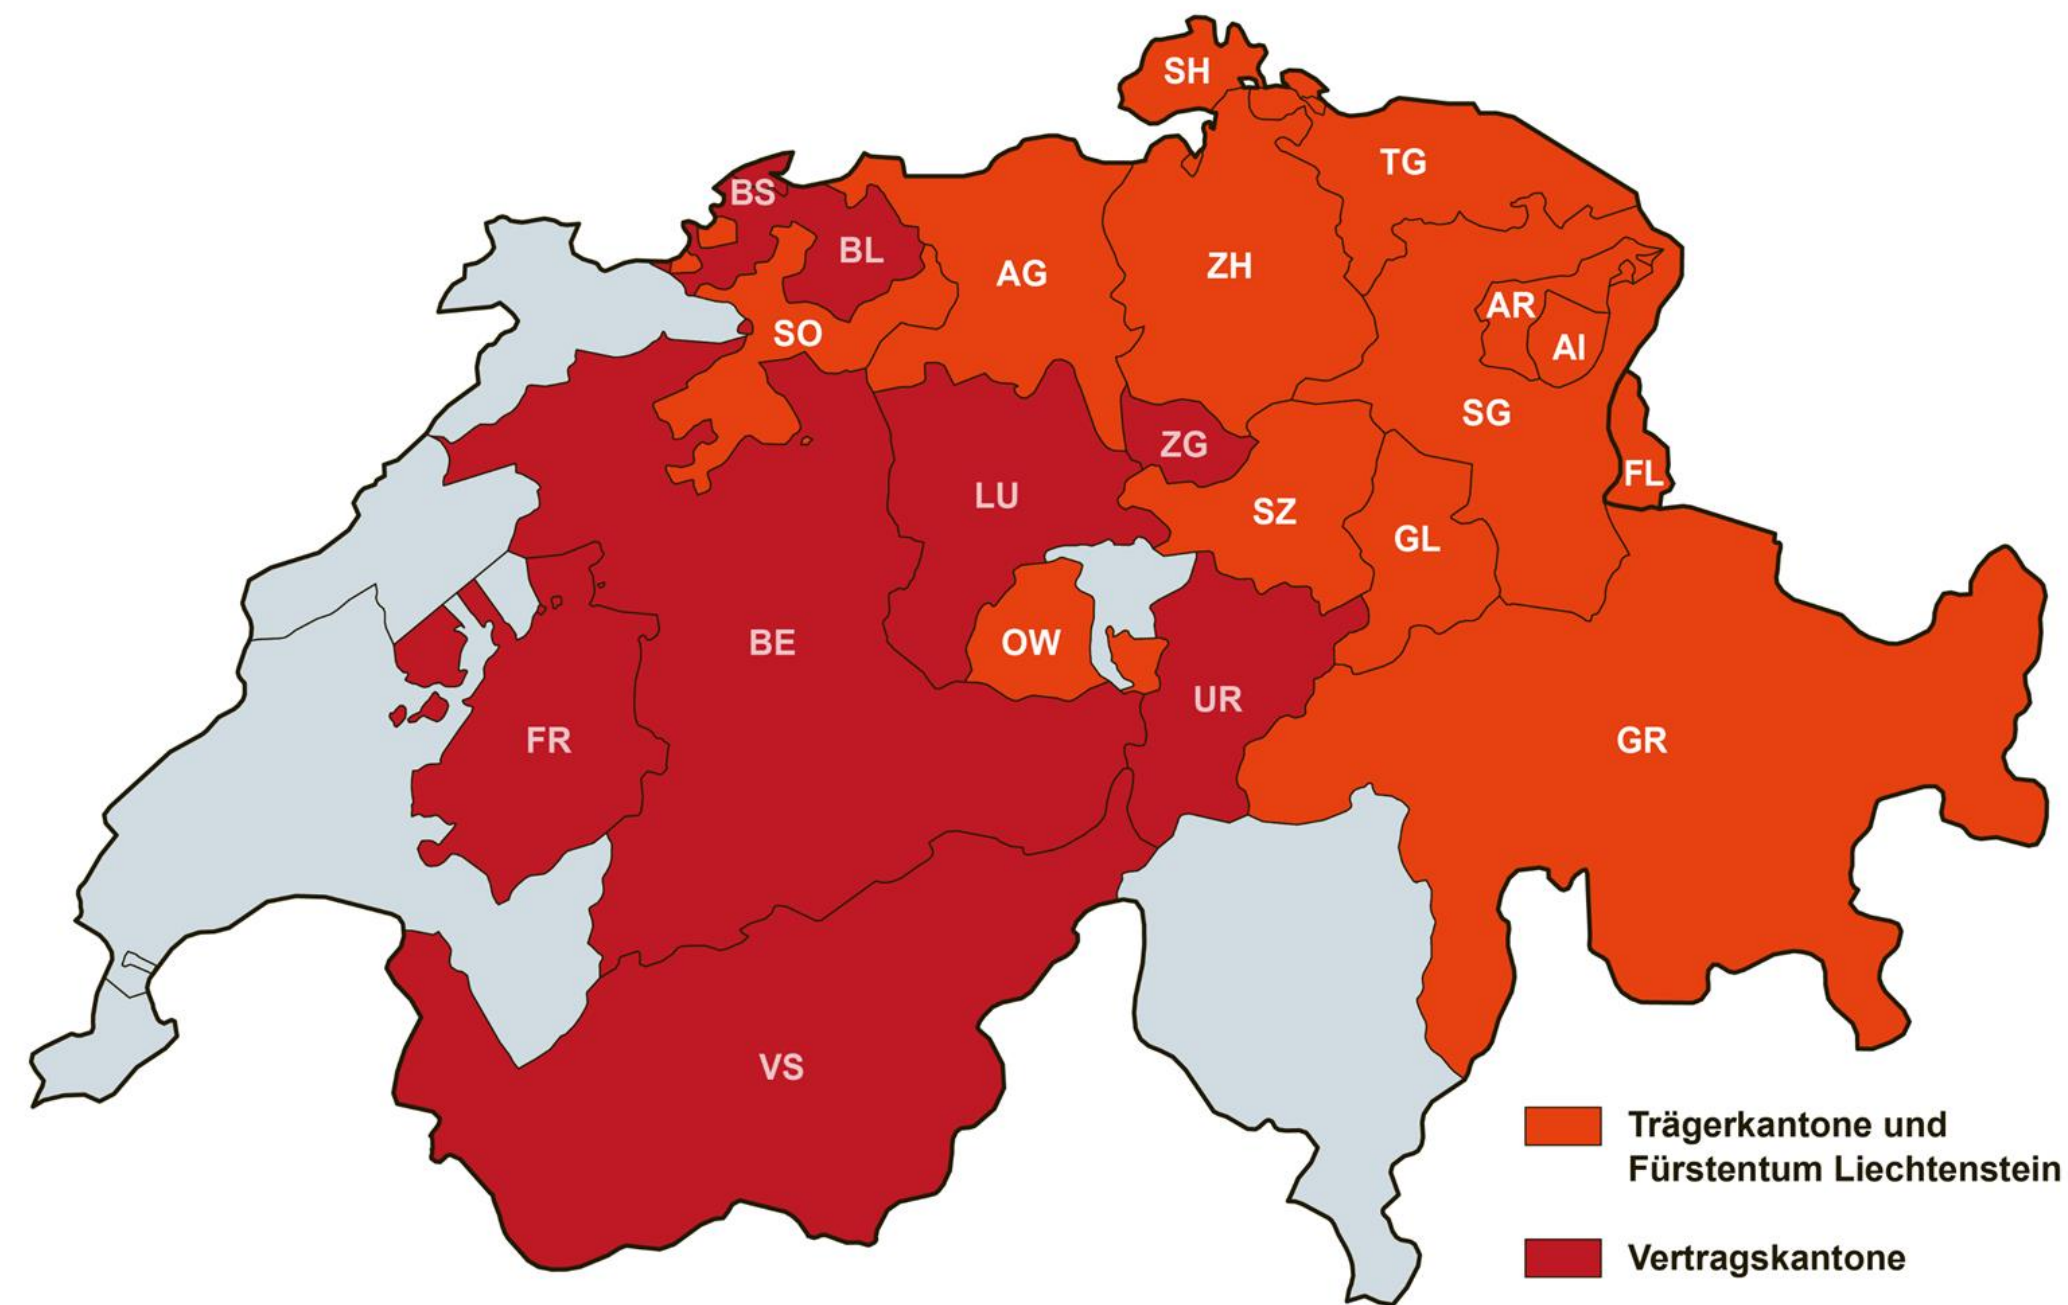 SH
TG
BS
BL
AG
ZH
AR
SO
AI
SG
ZG
FL
LU
SZ
GL
BE
OW
UR
FR
GR
VS
Trägerkantone und
Fürstentum Liechtenstein
Vertragskantone